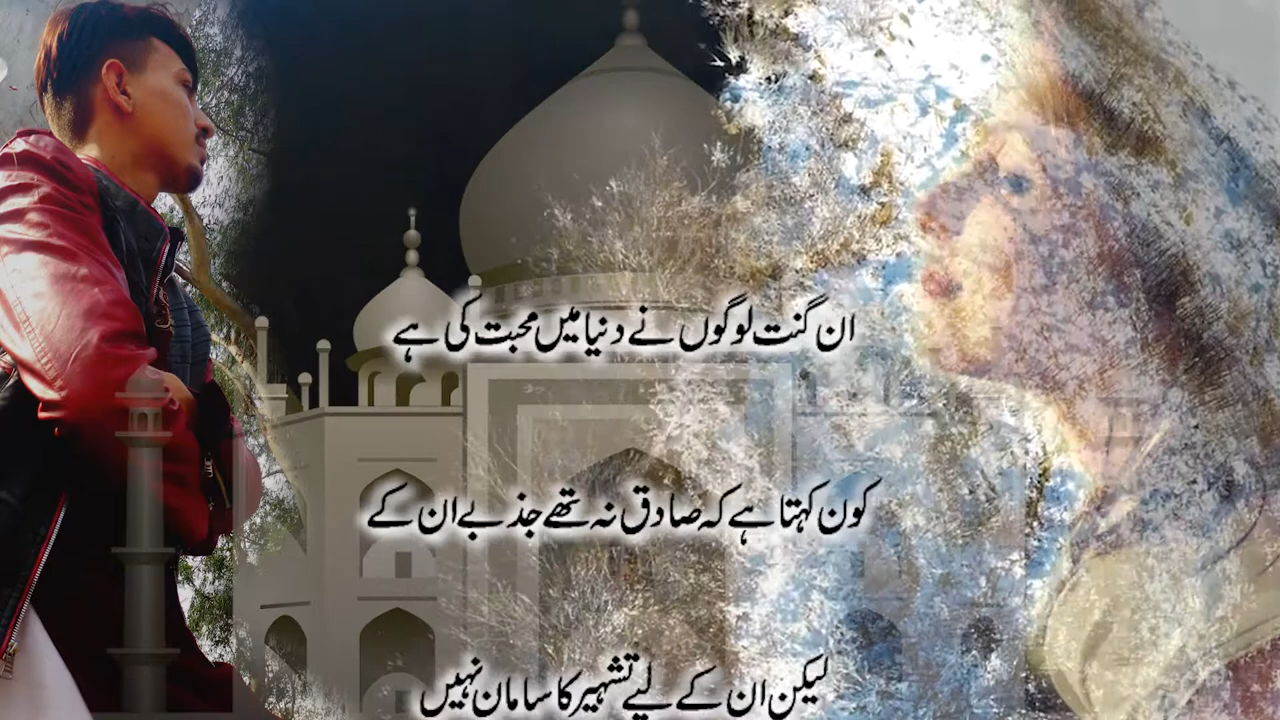 ان گنت لوگوں نے دنیا میں محبت کی ہے
کون کہتا ہے کہ صادق نہ تھے جذبے ان کے
لیکن ان کے لیے تشہیر کا سامان نہیں